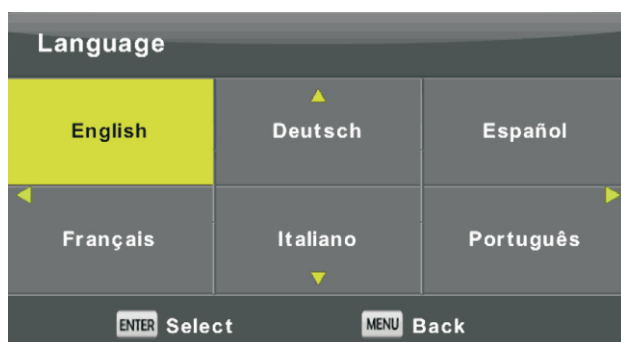 Language
English Deutsch Español
Français Italiano Português
ENTER Select MENU Back